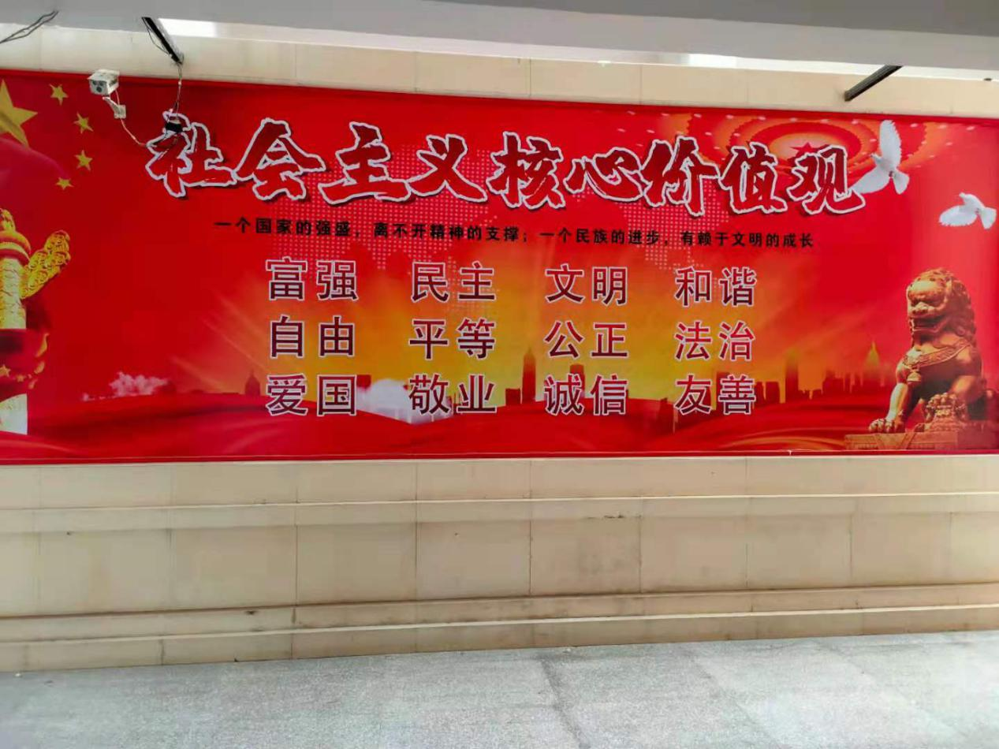 社会主义核心价值观
一个国家的强盛，离不开精神的支撑；一个民族的进步，有赖于文明的成长
富强 民主 文明 和谐
自由 平等 公正 法治
爱国 敬业 诚信 友善